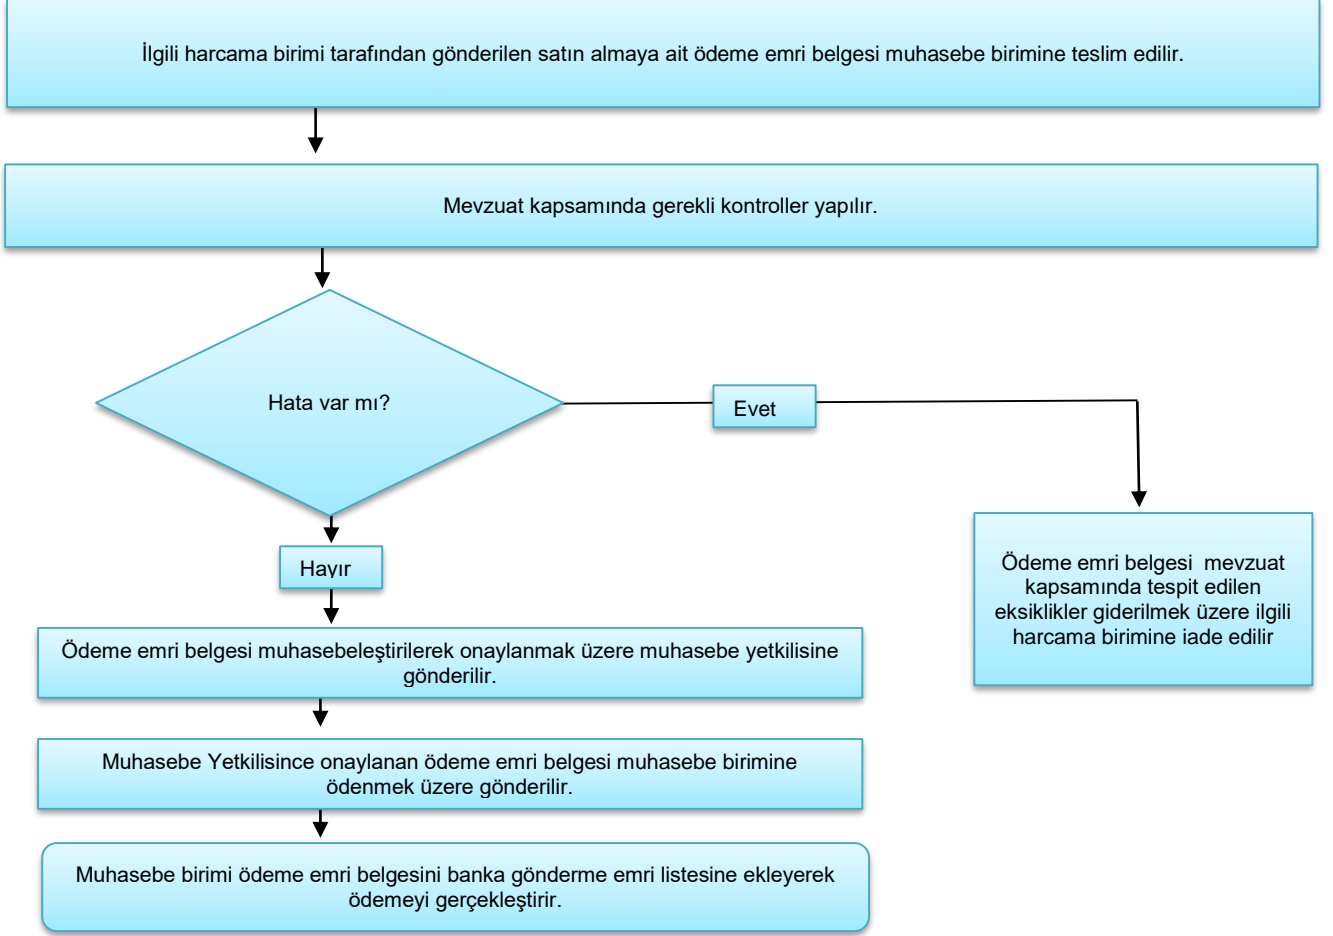 İlgili harcama birimi tarafından gönderilen satın almaya ait ödeme emri belgesi muhasebe birimine teslim edilir.
Mevzuat kapsamında gerekli kontroller yapılır.
Hata var mı?
Evet
Hayır
Ödeme emri belgesi  mevzuat
kapsamında tespit edilen
eksiklikler giderilmek üzere ilgili
harcama birimine iade edilir
Ödeme emri belgesi muhasebeleştirilerek onaylanmak üzere muhasebe yetkilisine
gönderilir.
Muhasebe Yetkilisince onaylanan ödeme emri belgesi muhasebe birimine
ödenmek üzere gönderilir.
Muhasebe birimi ödeme emri belgesini banka gönderme emri listesine ekleyerek
ödemeyi gerçekleştirir.